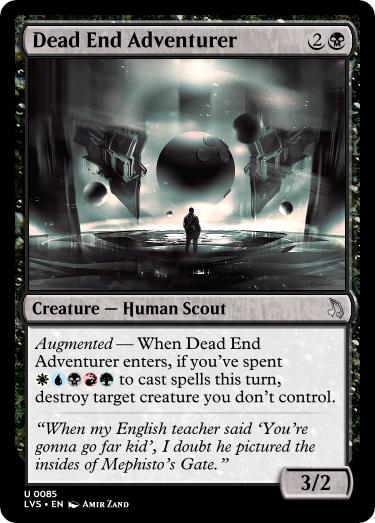 Dead End Adventurer 2
Creature — Human Scout
Augmented — When Dead End
Adventurer enters, if you've spent
to cast spells this turn,
destroy target creature you don't control.
“When my English teacher said ‘You're
gonna go far kid’, I doubt he pictured the
insides of Mephisto's Gate.”
3/2
U 0085
LVS • EN Amir Zand